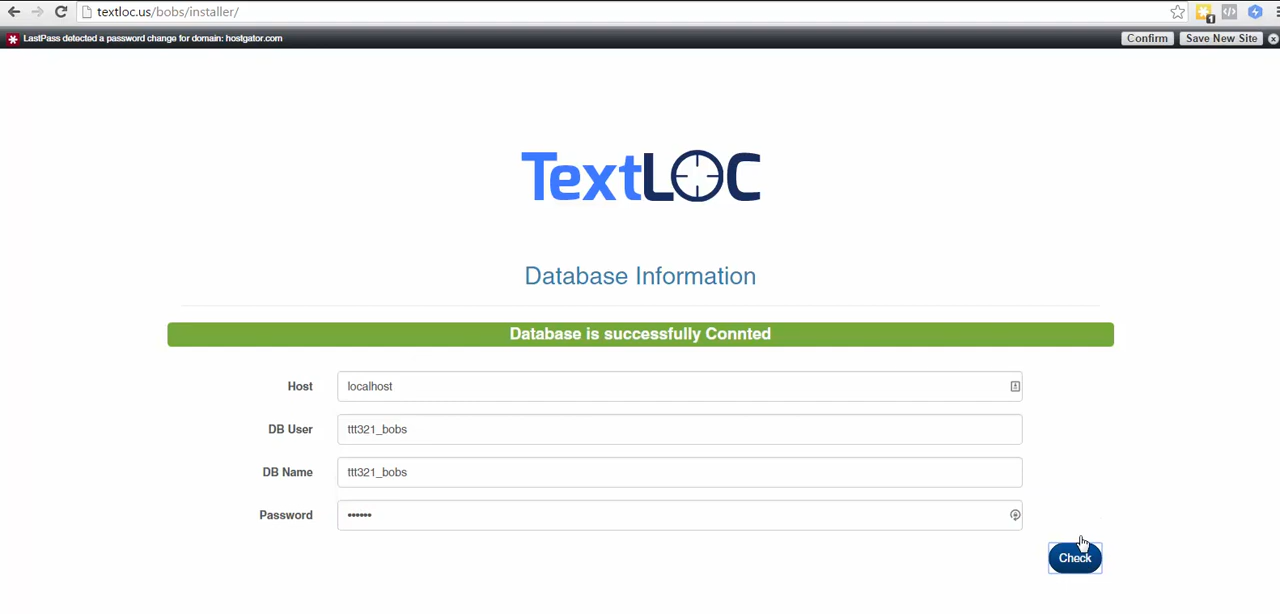 textloc.us/bobs/installer/
1
LastPass detected a password change for domain: hostgator.com
Confirm
Save New Site
TextLOC
Database Information
Database is successfully Connted
Host
localhost
DB User
ttt321_bobs
DB Name
ttt321_bobs
Password
••••••
Check